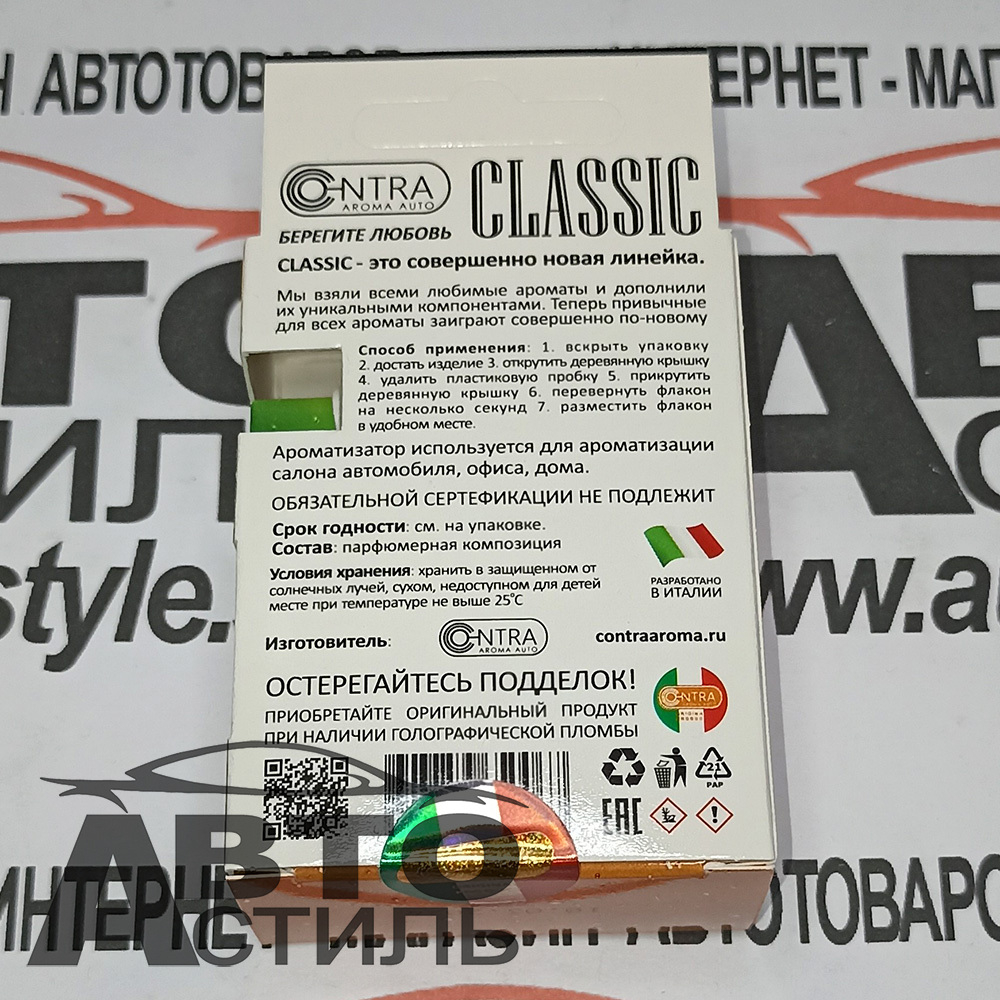 АВТОТОВАРОВ
ИНТЕРНЕТ - МАГ
CONTRA
AROMA AUTO
CLASSIC
БЕРЕГИТЕ ЛЮБОВЬ
CLASSIC - это совершенно новая линейка.
Мы взяли всеми любимые ароматы и дополнили
их уникальными компонентами. Теперь привычные
для всех ароматы заиграют совершенно по-новому
Способ применения: 1. вскрыть упаковку
2. достать изделие 3. открутить деревянную крышку
4. удалить пластиковую пробку 5. прикрутить
деревянную крышку 6. перевернуть флакон
на несколько секунд 7. разместить флакон
в удобном месте.
Ароматизатор используется для ароматизации
салона автомобиля, офиса, дома.
ОБЯЗАТЕЛЬНОЙ СЕРТЕФИКАЦИИ НЕ ПОДЛЕЖИТ
Срок годности: см. на упаковке.
Состав: парфюмерная композиция
Условия хранения: хранить в защищенном от
солнечных лучей, сухом, недоступном для детей
месте при температуре не выше 25°С
РАЗРАБОТАНО
В ИТАЛИИ
style.
www.a
Изготовитель:
CONTRA
AROMA AUTO
contraaroma.ru
ОСТЕРЕГАЙТЕСЬ ПОДДЕЛОК!
ПРИОБРЕТАЙТЕ ОРИГИНАЛЬНЫЙ ПРОДУКТ
ПРИ НАЛИЧИИ ГОЛОГРАФИЧЕСКОЙ ПЛОМБЫ
CONTRA
21
PAP
EAC
АВТО
СТИЛЬ
ИНТЕРН
АВТОТОВАРО